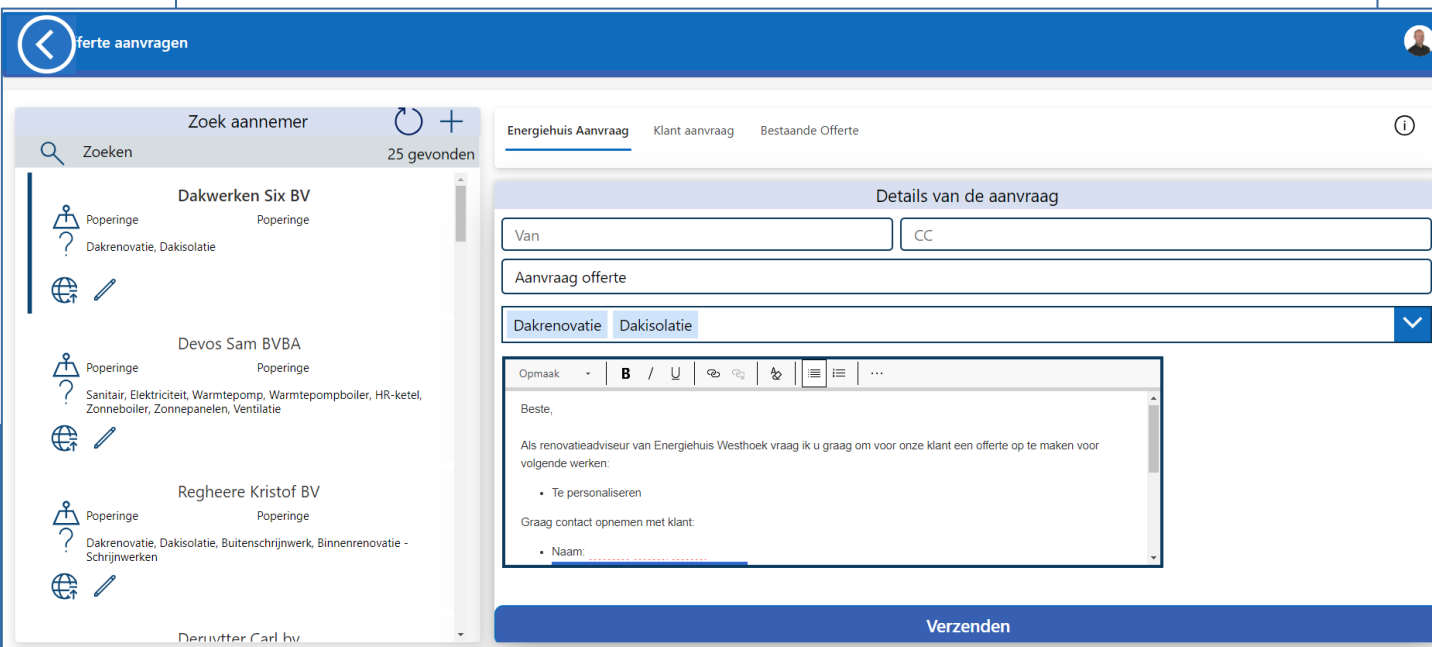 fferte aanvragen
Zoek aannemer
Zoeken
25 gevonden
Dakwerken Six BV
Poperinge Poperinge
Dakrenovatie, Dakisolatie
Devos Sam BVBA
Poperinge Poperinge
Sanitair, Elektriciteit, Warmtepomp, Warmtepompboiler, HR-ketel,
Zonneboiler, Zonnepanelen, Ventilatie
Regheere Kristof BV
Poperinge Poperinge
Dakrenovatie, Dakisolatie, Buitenschrijnwerk, Binnenrenovatie -
Schrijnwerken
Deruytter Carl bv
Energiehuis Aanvraag Klant aanvraag Bestaande Offerte
Details van de aanvraag
Van
CC
Aanvraag offerte
Dakrenovatie Dakisolatie
Opmaak B I U ...
Beste,
Als renovatieadviseur van Energiehuis Westhoek vraag ik u graag om voor onze klant een offerte op te maken voor
volgende werken:
• Te personaliseren
Graag contact opnemen met klant:
• Naam:
Verzenden